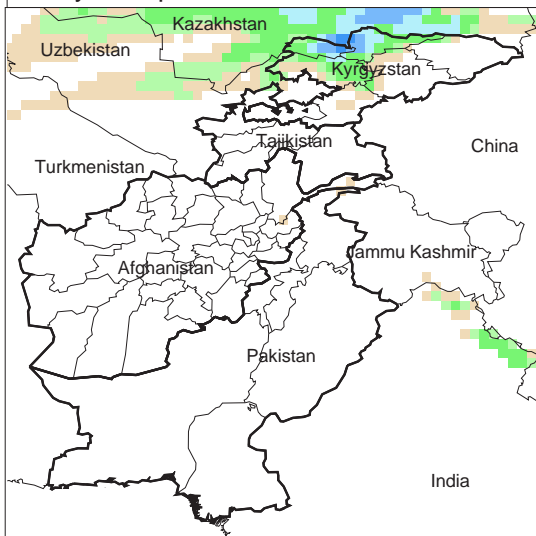 Kazakhstan
Uzbekistan
Kyrgyzstan
Tajikistan
China
Turkmenistan
Jammu Kashmir
Afghanistan
Pakistan
India